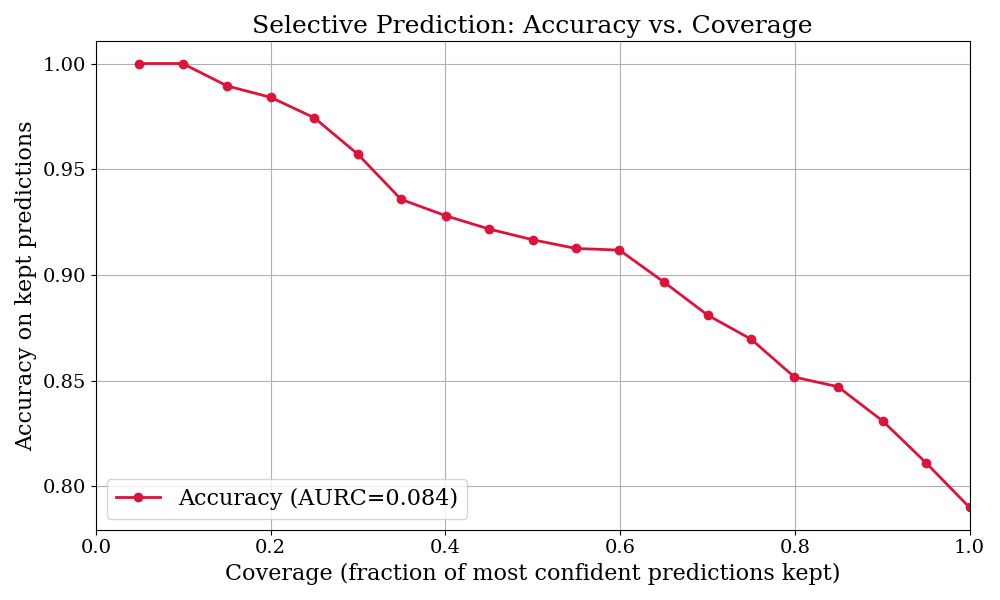 Selective Prediction: Accuracy vs. Coverage
Accuracy on kept predictions
1.00
0.95
0.90
0.85
0.80
Accuracy (AURC=0.084)
0.0 0.2 0.4 0.6 0.8 1.0
Coverage (fraction of most confident predictions kept)